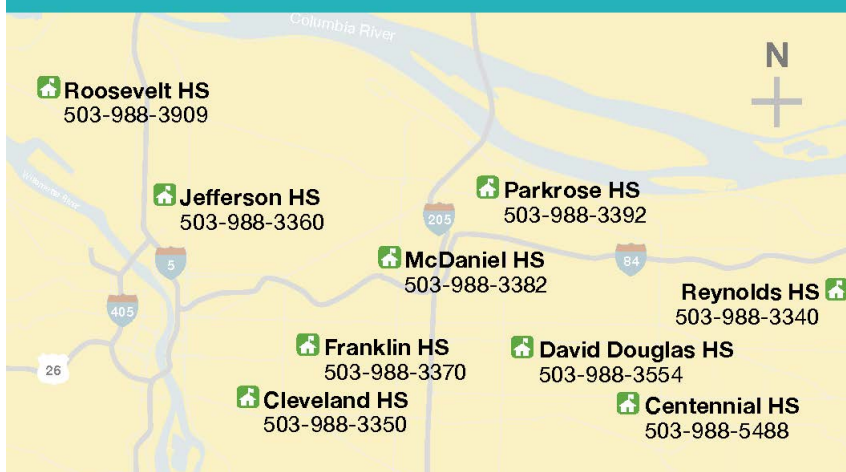 Columbia River
N
Roosevelt HS
503-988-3909
Willamette River
Jefferson HS
503-988-3360
Parkrose HS
503-988-3392
205
McDaniel HS
503-988-3382
5
84
405
Reynolds HS
503-988-3340
26
Franklin HS
503-988-3370
David Douglas HS
503-988-3554
Cleveland HS
503-988-3350
Centennial HS
503-988-5488